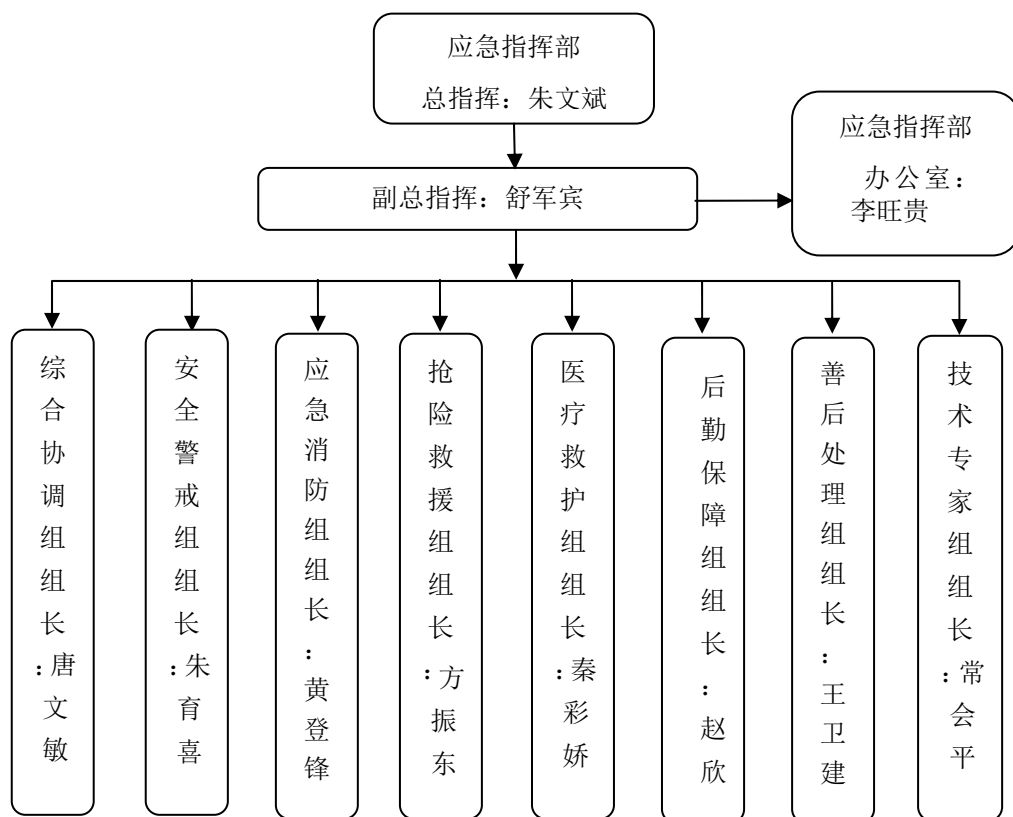 应急指挥部
总指挥：朱文斌
应急指挥部
办公室：
李旺贵
副总指挥：舒军宾
综合协调组组长：唐文敏
安全警戒组组长：朱育喜
应急消防组组长：黄登锋
抢险救援组组长：方振东
医疗救护组组长：秦彩娇
后勤保障组组长：赵欣
善后处理组组长：王卫建
技术专家组组长：常会平